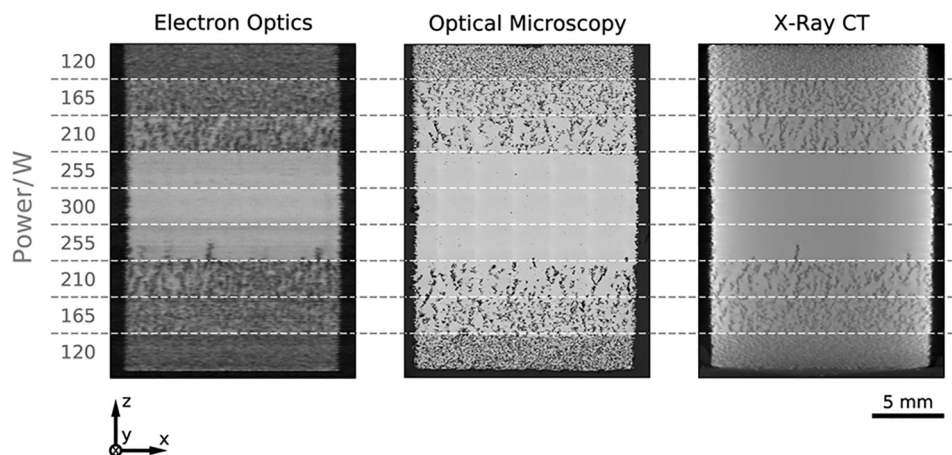 Electron Optics
Optical Microscopy
X-Ray CT
Power/W
120
165
210
255
300
255
210
165
120
z
y
x
5 mm